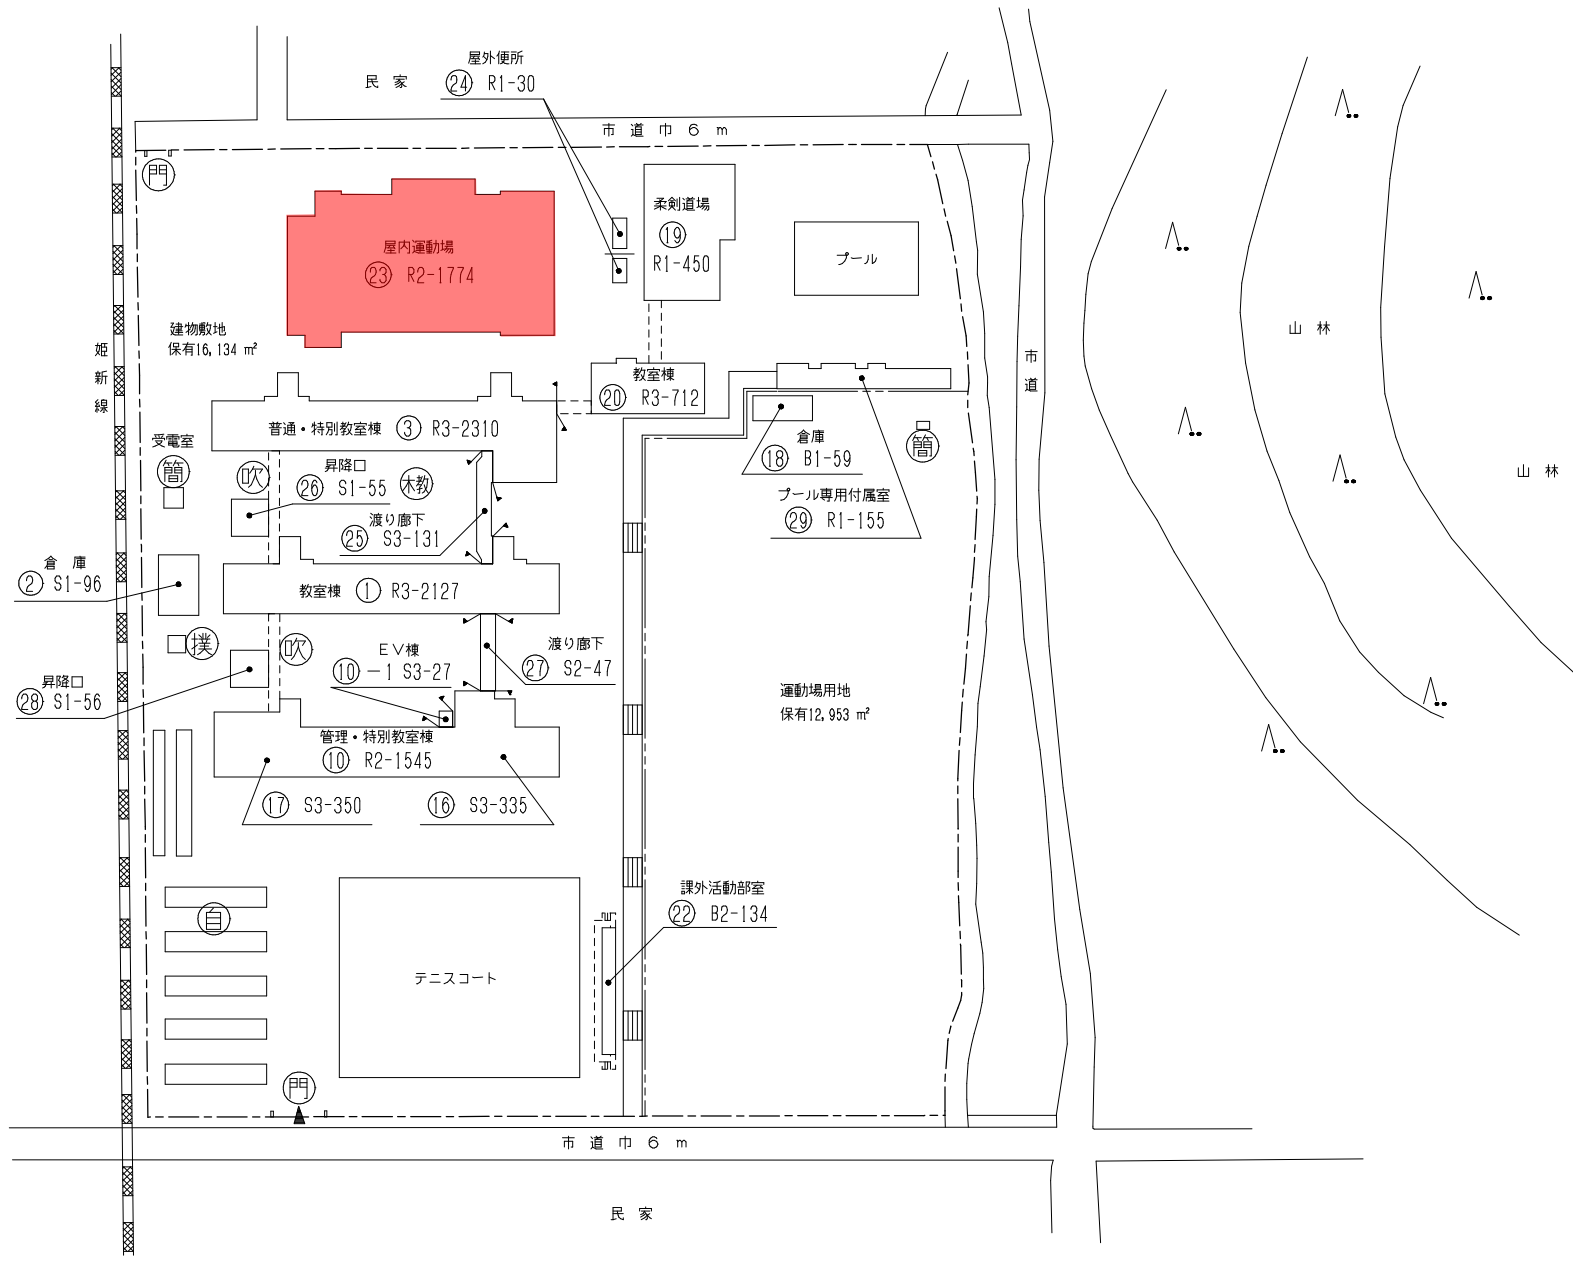 屋外便所
24 R1-30
民 家
市 道 巾 6 m
門
柔剣道場
19
R1-450
屋内運動場
23 R2-1774
プール
建物敷地
保有16,134 ㎡
姫新線
山 林
市道
教室棟
20 R3-712
普通・特別教室棟 3 R3-2310
受電室
簡
吹
昇降口
26 S1-55
教
倉庫
18 B1-59
簡
山 林
プール専用付属室
29 R1-155
渡り廊下
25 S3-131
倉 庫
2 S1-96
教室棟 1 R3-2127
撲
吹
EV棟
10 -1 S3-27
渡り廊下
27 S2-47
昇降口
28 S1-56
運動場用地
保有12,953 ㎡
管理・特別教室棟
10 R2-1545
17 S3-350
16 S3-335
課外活動部室
22 B2-134
自
テニスコート
門
市 道 巾 6 m
民 家